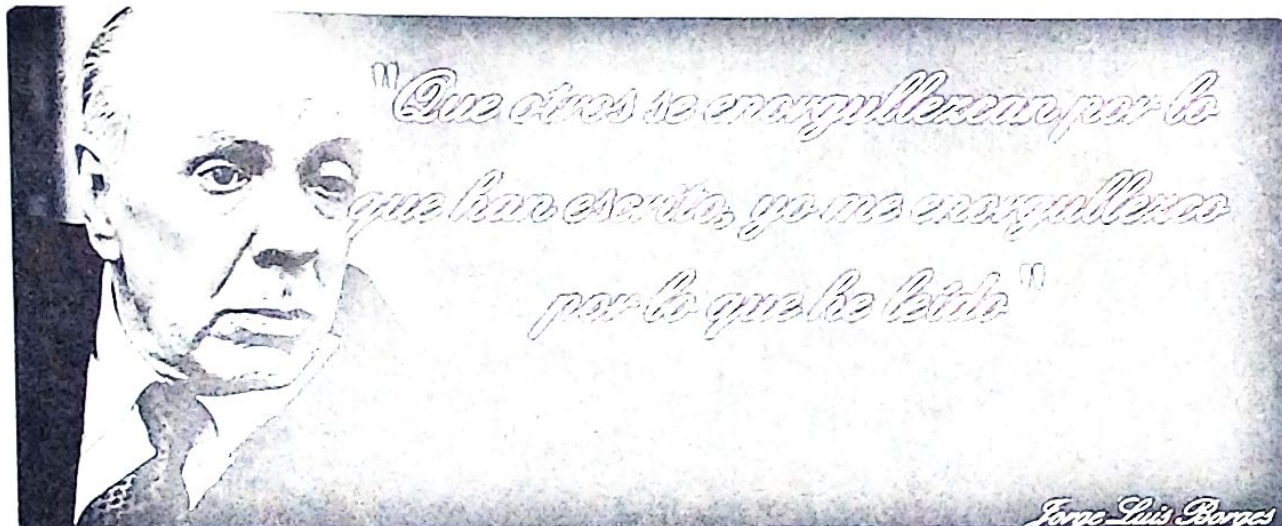 "Que otros se enorgullezcan por lo
que han escrito, yo me enorgullezco
por lo que he leído"
Jorge Luis Borges